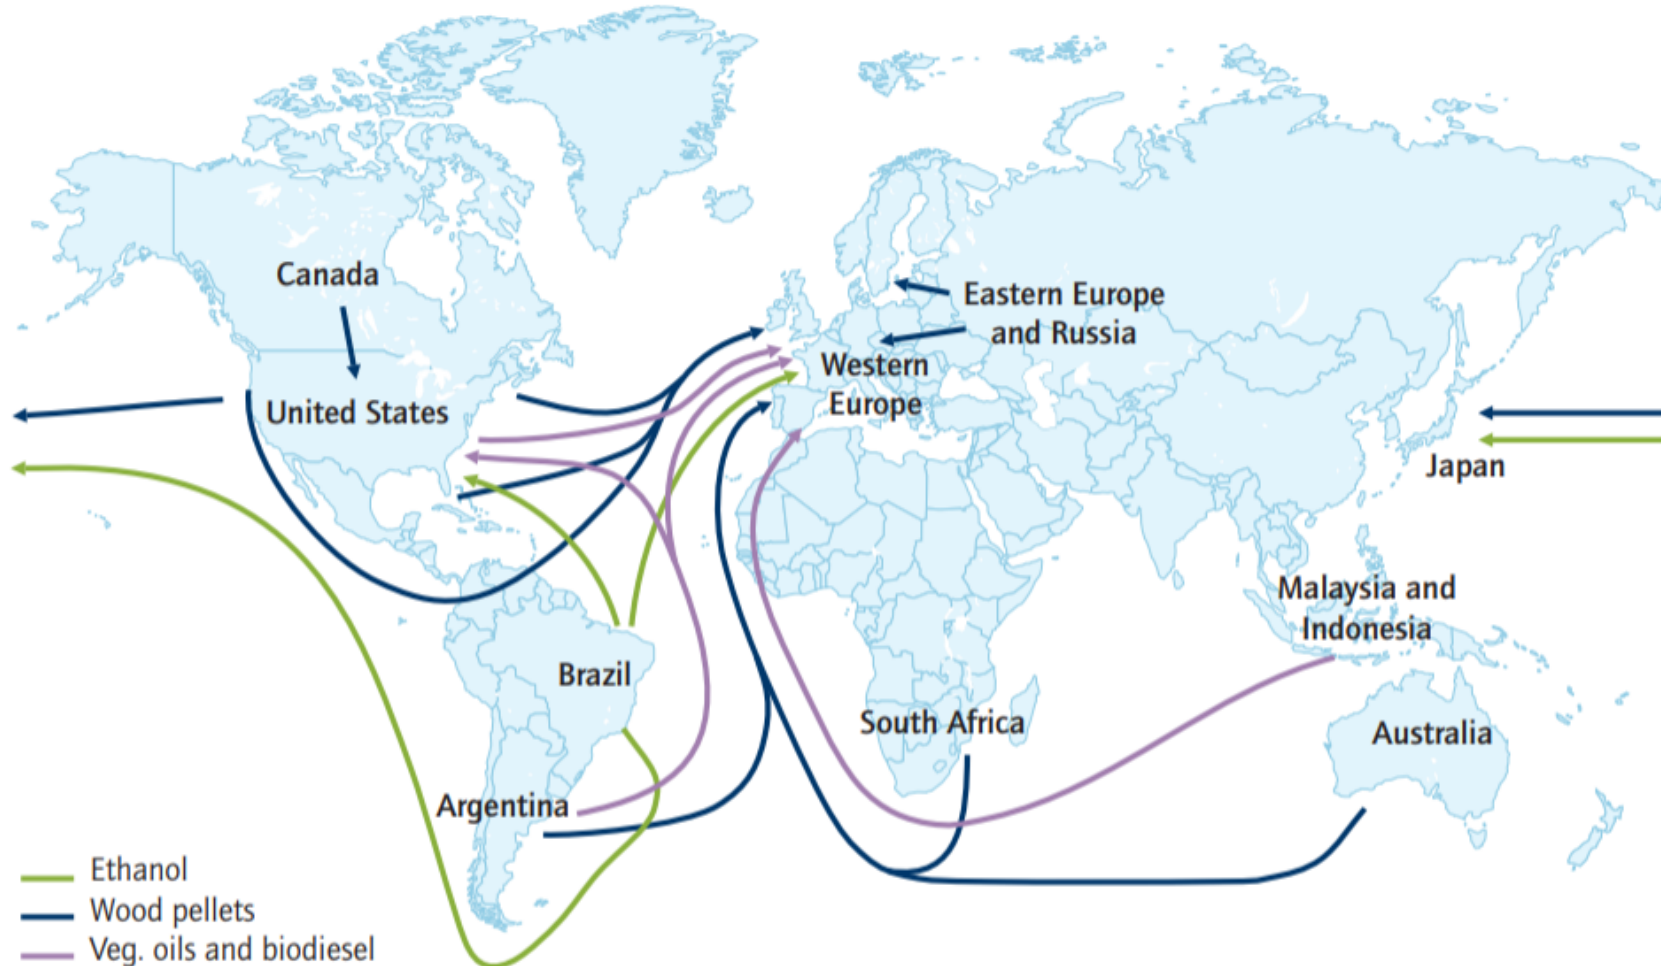 Canada
United States
Eastern Europe
and Russia
Western
Europe
Japan
Malaysia and
Indonesia
Brazil
South Africa
Australia
Argentina
Ethanol
Wood pellets
Veg. oils and biodiesel